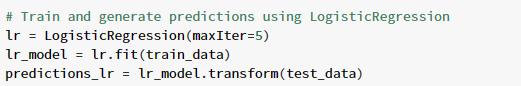 # Train and generate predictions using LogisticRegression
lr = LogisticRegression(maxIter=5)
lr_model = lr.fit(train_data)
predictions_lr = lr_model.transform(test_data)